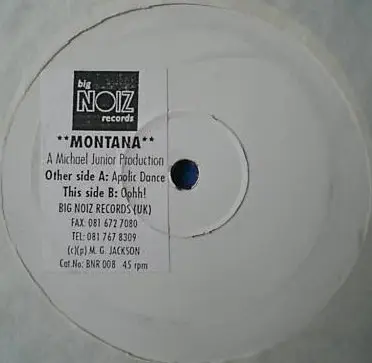 big
NOIZ
records
**MONTANA**
A Michael Junior Production
Other side A: Apolic Dance
This side B: Oohh!
BIG NOIZ RECORDS (UK)
FAX: 081 672 7080
TEL: 081 767 8309
(c)(p) M. G. JACKSON
Cat.No: BNR 008 45 rpm